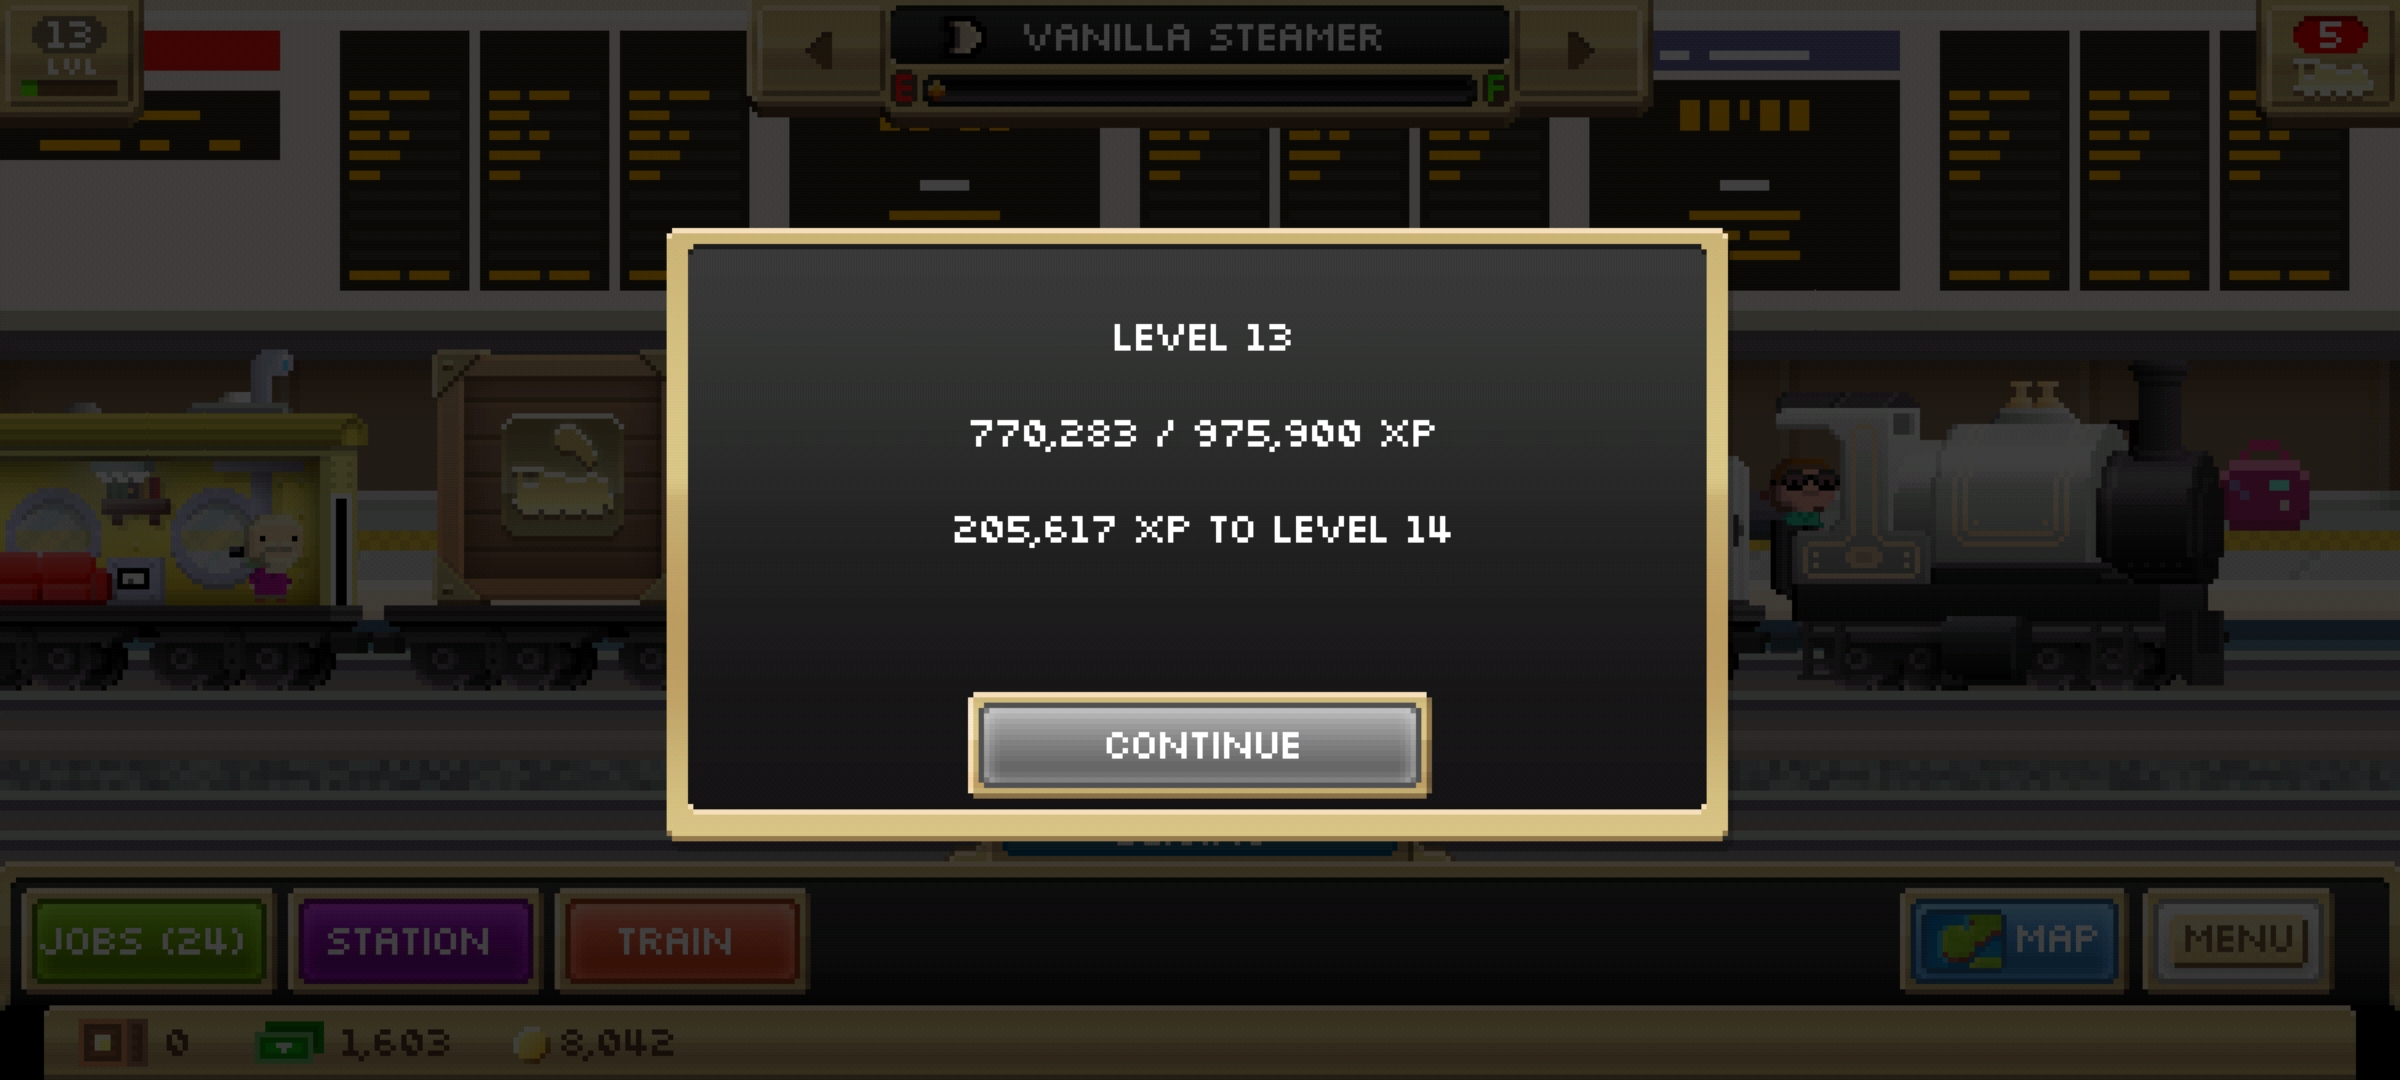 13
LVL
VANILLA STEAMER
E
F
5
LEVEL 13
770,283 / 975,900 XP
205,617 XP TO LEVEL 14
CONTINUE
JOBS (24)
STATION
TRAIN
MAP
MENU
0
1,603
8,042